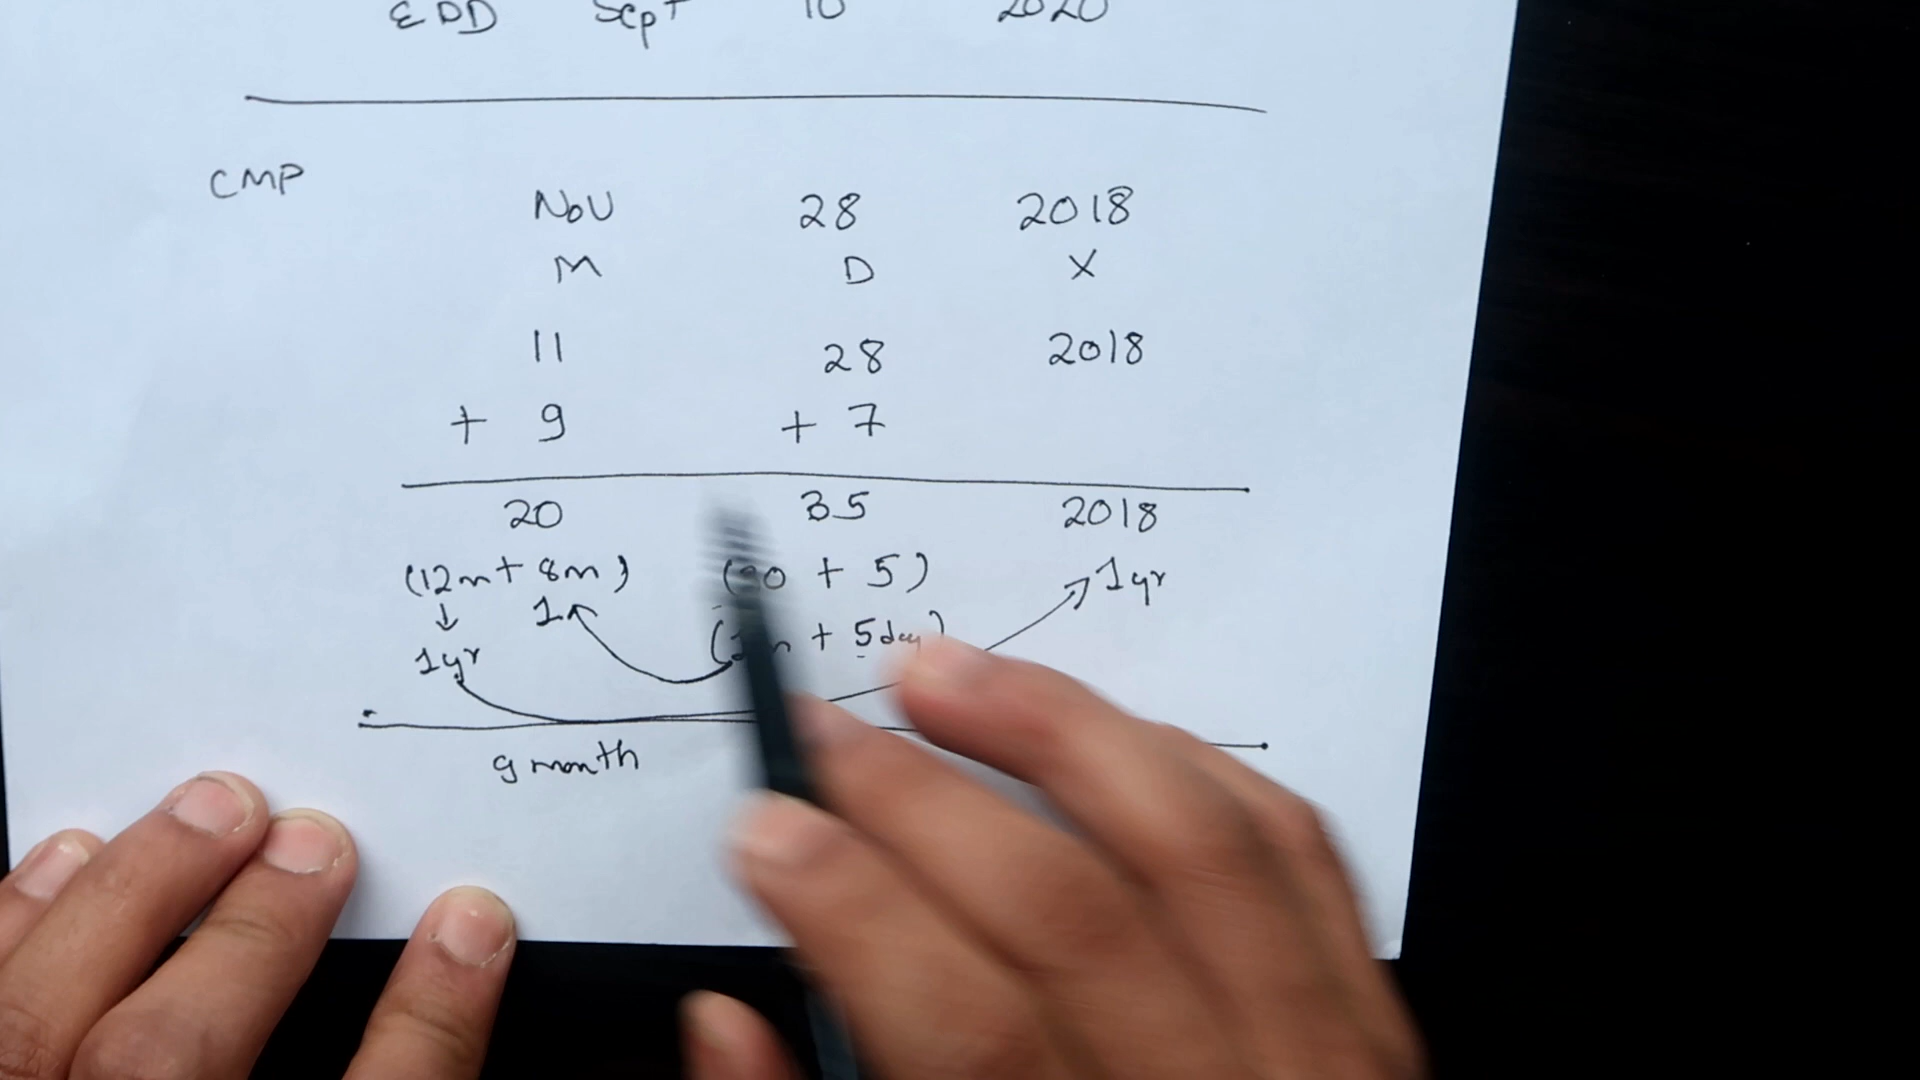 EDD Sept 10 2020
CMP
Nov 28 2018
M D X
11 28 2018
+ 9 + 7
20 35 2018
(12m + 8m) + 5) 1yr
↓ 1 + 5day)
1yr
9 month